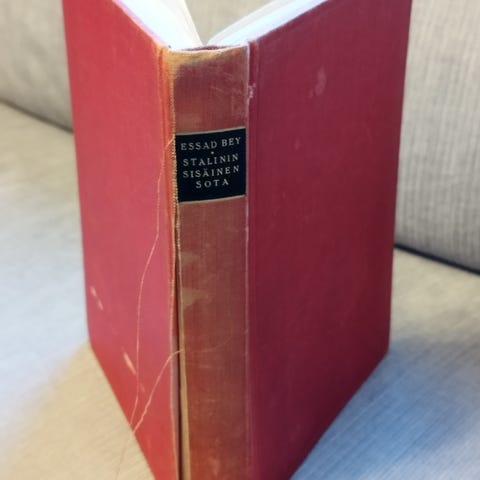 ESSAD BEY
•
STALININ
SISÄINEN
SOTA